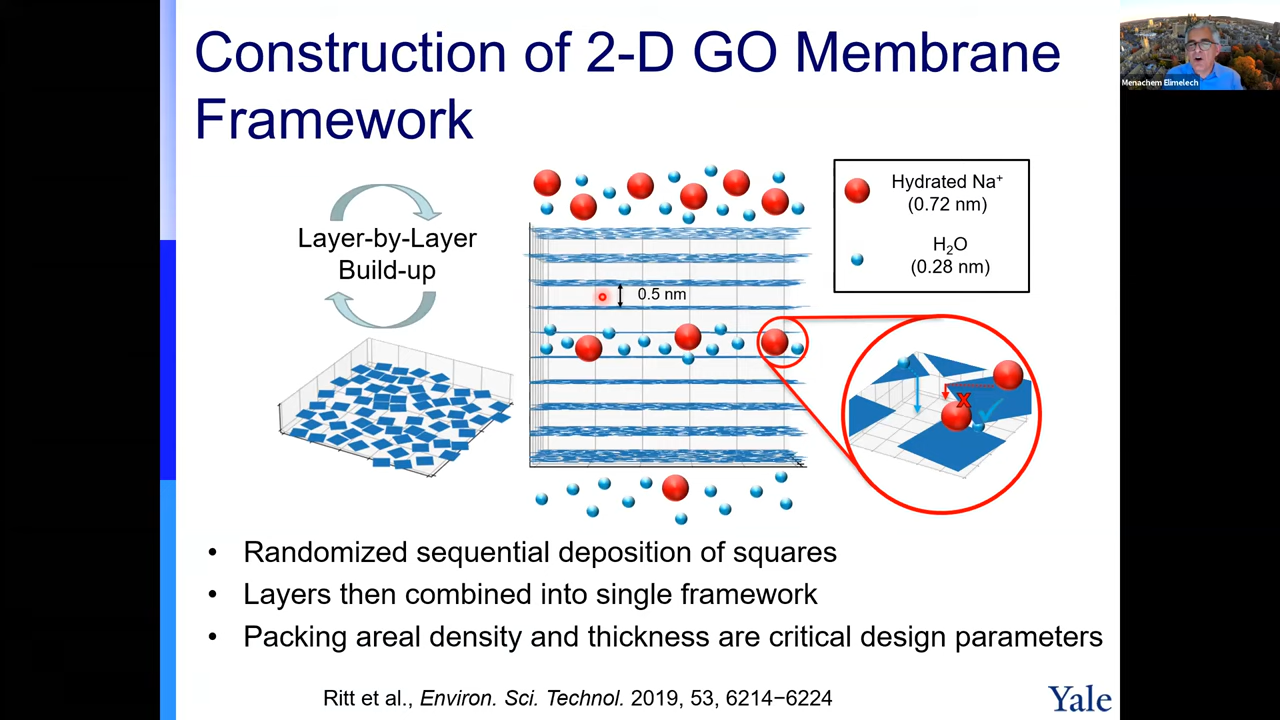 Construction of 2-D GO Membrane
Framework
Menachem Elimelech
Layer-by-Layer
Build-up
0.5 nm
Hydrated Na⁺
(0.72 nm)
H₂O
(0.28 nm)
X
• Randomized sequential deposition of squares
• Layers then combined into single framework
• Packing areal density and thickness are critical design parameters
Ritt et al., Environ. Sci. Technol. 2019, 53, 6214−6224
Yale